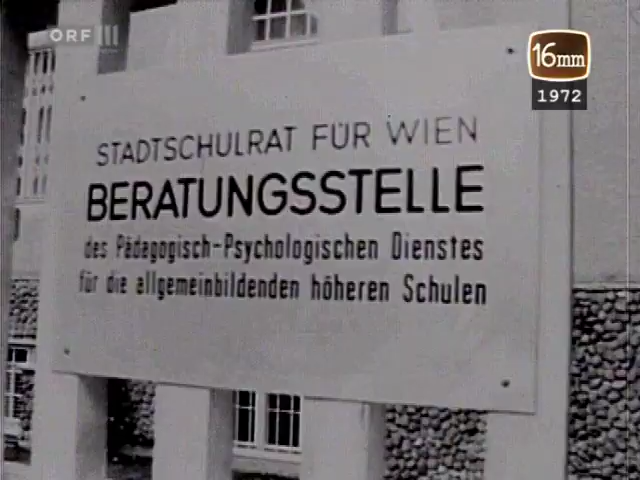 ORF III
16mm
1972
STADTSCHULRAT FÜR WIEN
BERATUNGSSTELLE
des Pädagogisch-Psychologischen Dienstes
für die allgemeinbildenden höheren Schulen